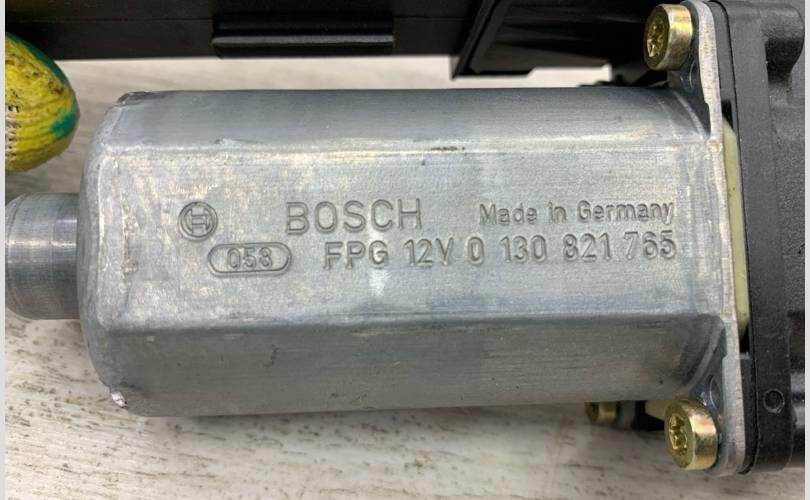 BOSCH Made in Germany
058 FPG 12V 0 130 821 765